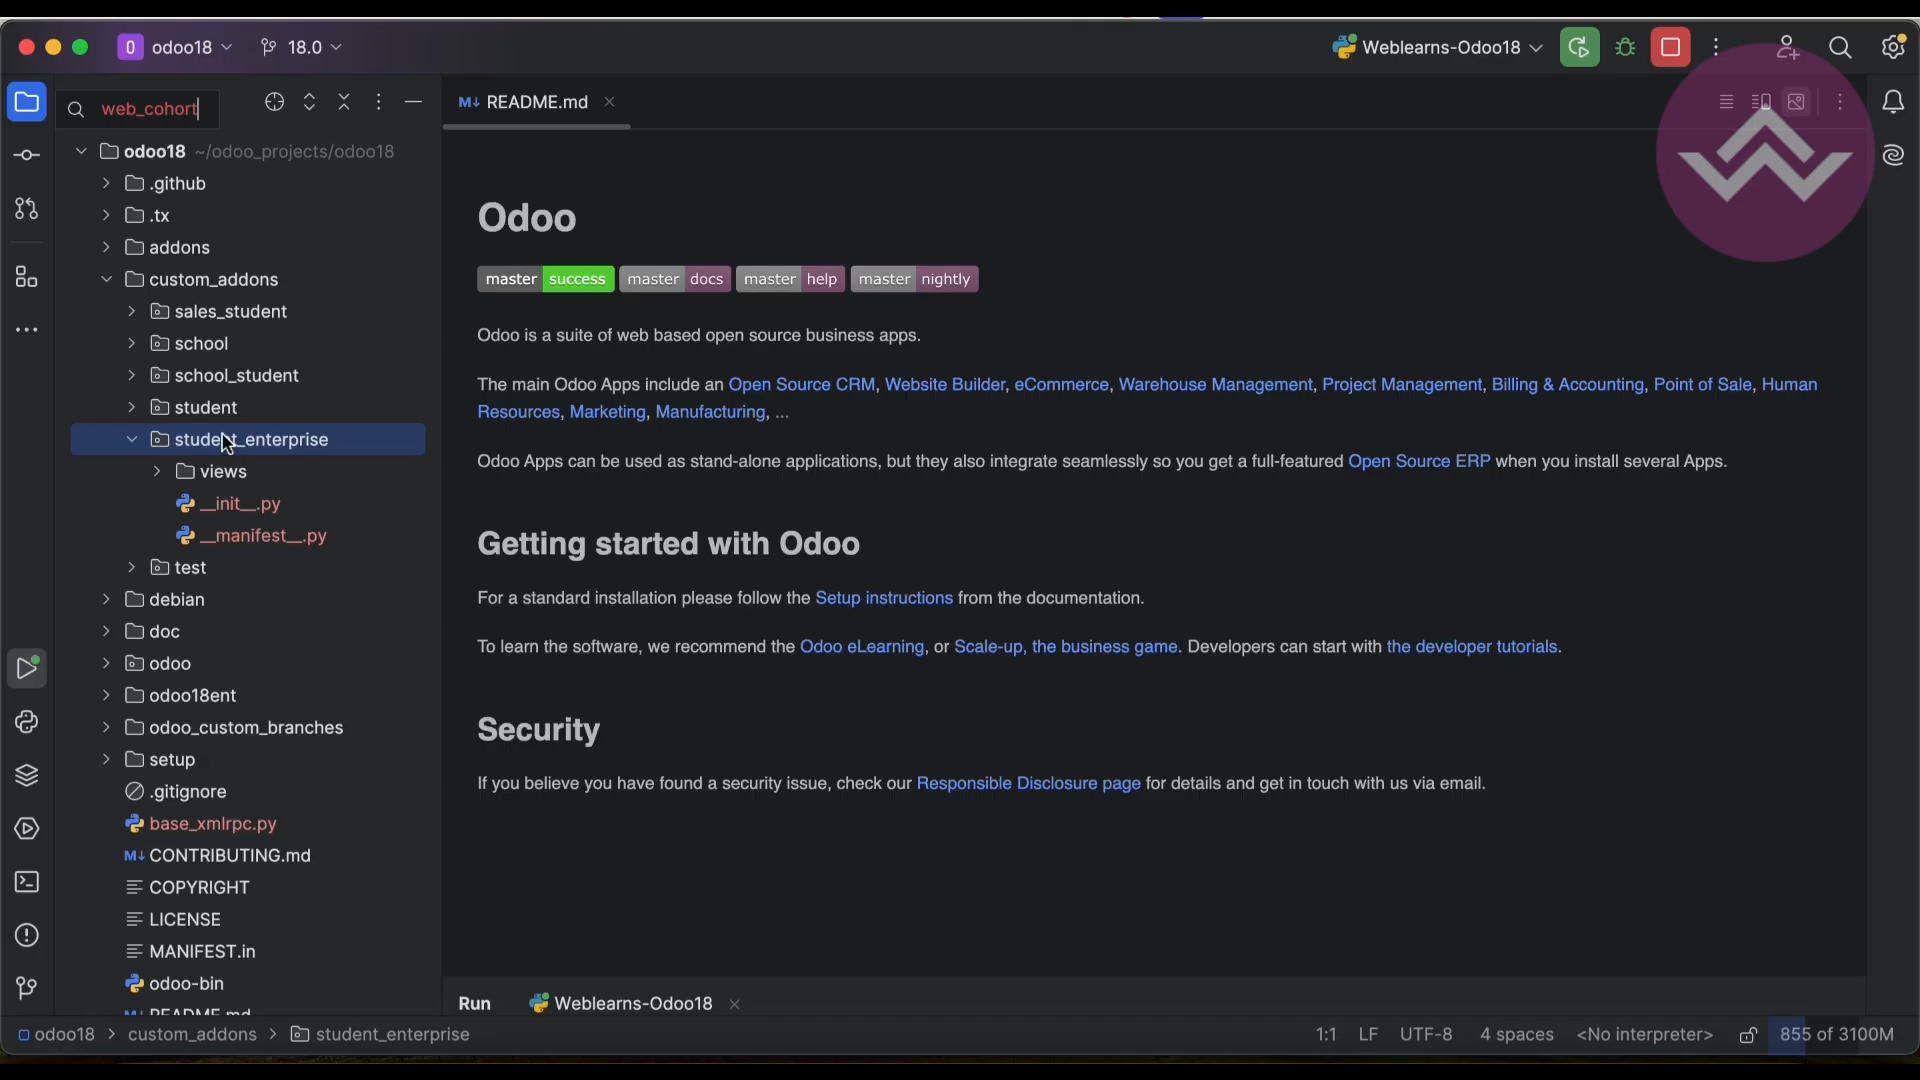 0 odoo18 18.0 Weblearns-Odoo18
web_cohort
M↓ README.md
odoo18 ~/odoo_projects/odoo18
.github
.tx
addons
custom_addons
sales_student
school
school_student
student
student_enterprise
views
__init__.py
__manifest__.py
test
debian
doc
odoo
odoo18ent
odoo_custom_branches
setup
.gitignore
base_xmlrpc.py
M↓ CONTRIBUTING.md
COPYRIGHT
LICENSE
MANIFEST.in
odoo-bin
M↓ README.md
Odoo
master success master docs master help master nightly
Odoo is a suite of web based open source business apps.
The main Odoo Apps include an Open Source CRM, Website Builder, eCommerce, Warehouse Management, Project Management, Billing & Accounting, Point of Sale, Human
Resources, Marketing, Manufacturing, ...
Odoo Apps can be used as stand-alone applications, but they also integrate seamlessly so you get a full-featured Open Source ERP when you install several Apps.
Getting started with Odoo
For a standard installation please follow the Setup instructions from the documentation.
To learn the software, we recommend the Odoo eLearning, or Scale-up, the business game. Developers can start with the developer tutorials.
Security
If you believe you have found a security issue, check our Responsible Disclosure page for details and get in touch with us via email.
Run Weblearns-Odoo18
odoo18 > custom_addons > student_enterprise
1:1 LF UTF-8 4 spaces <No interpreter> 855 of 3100M